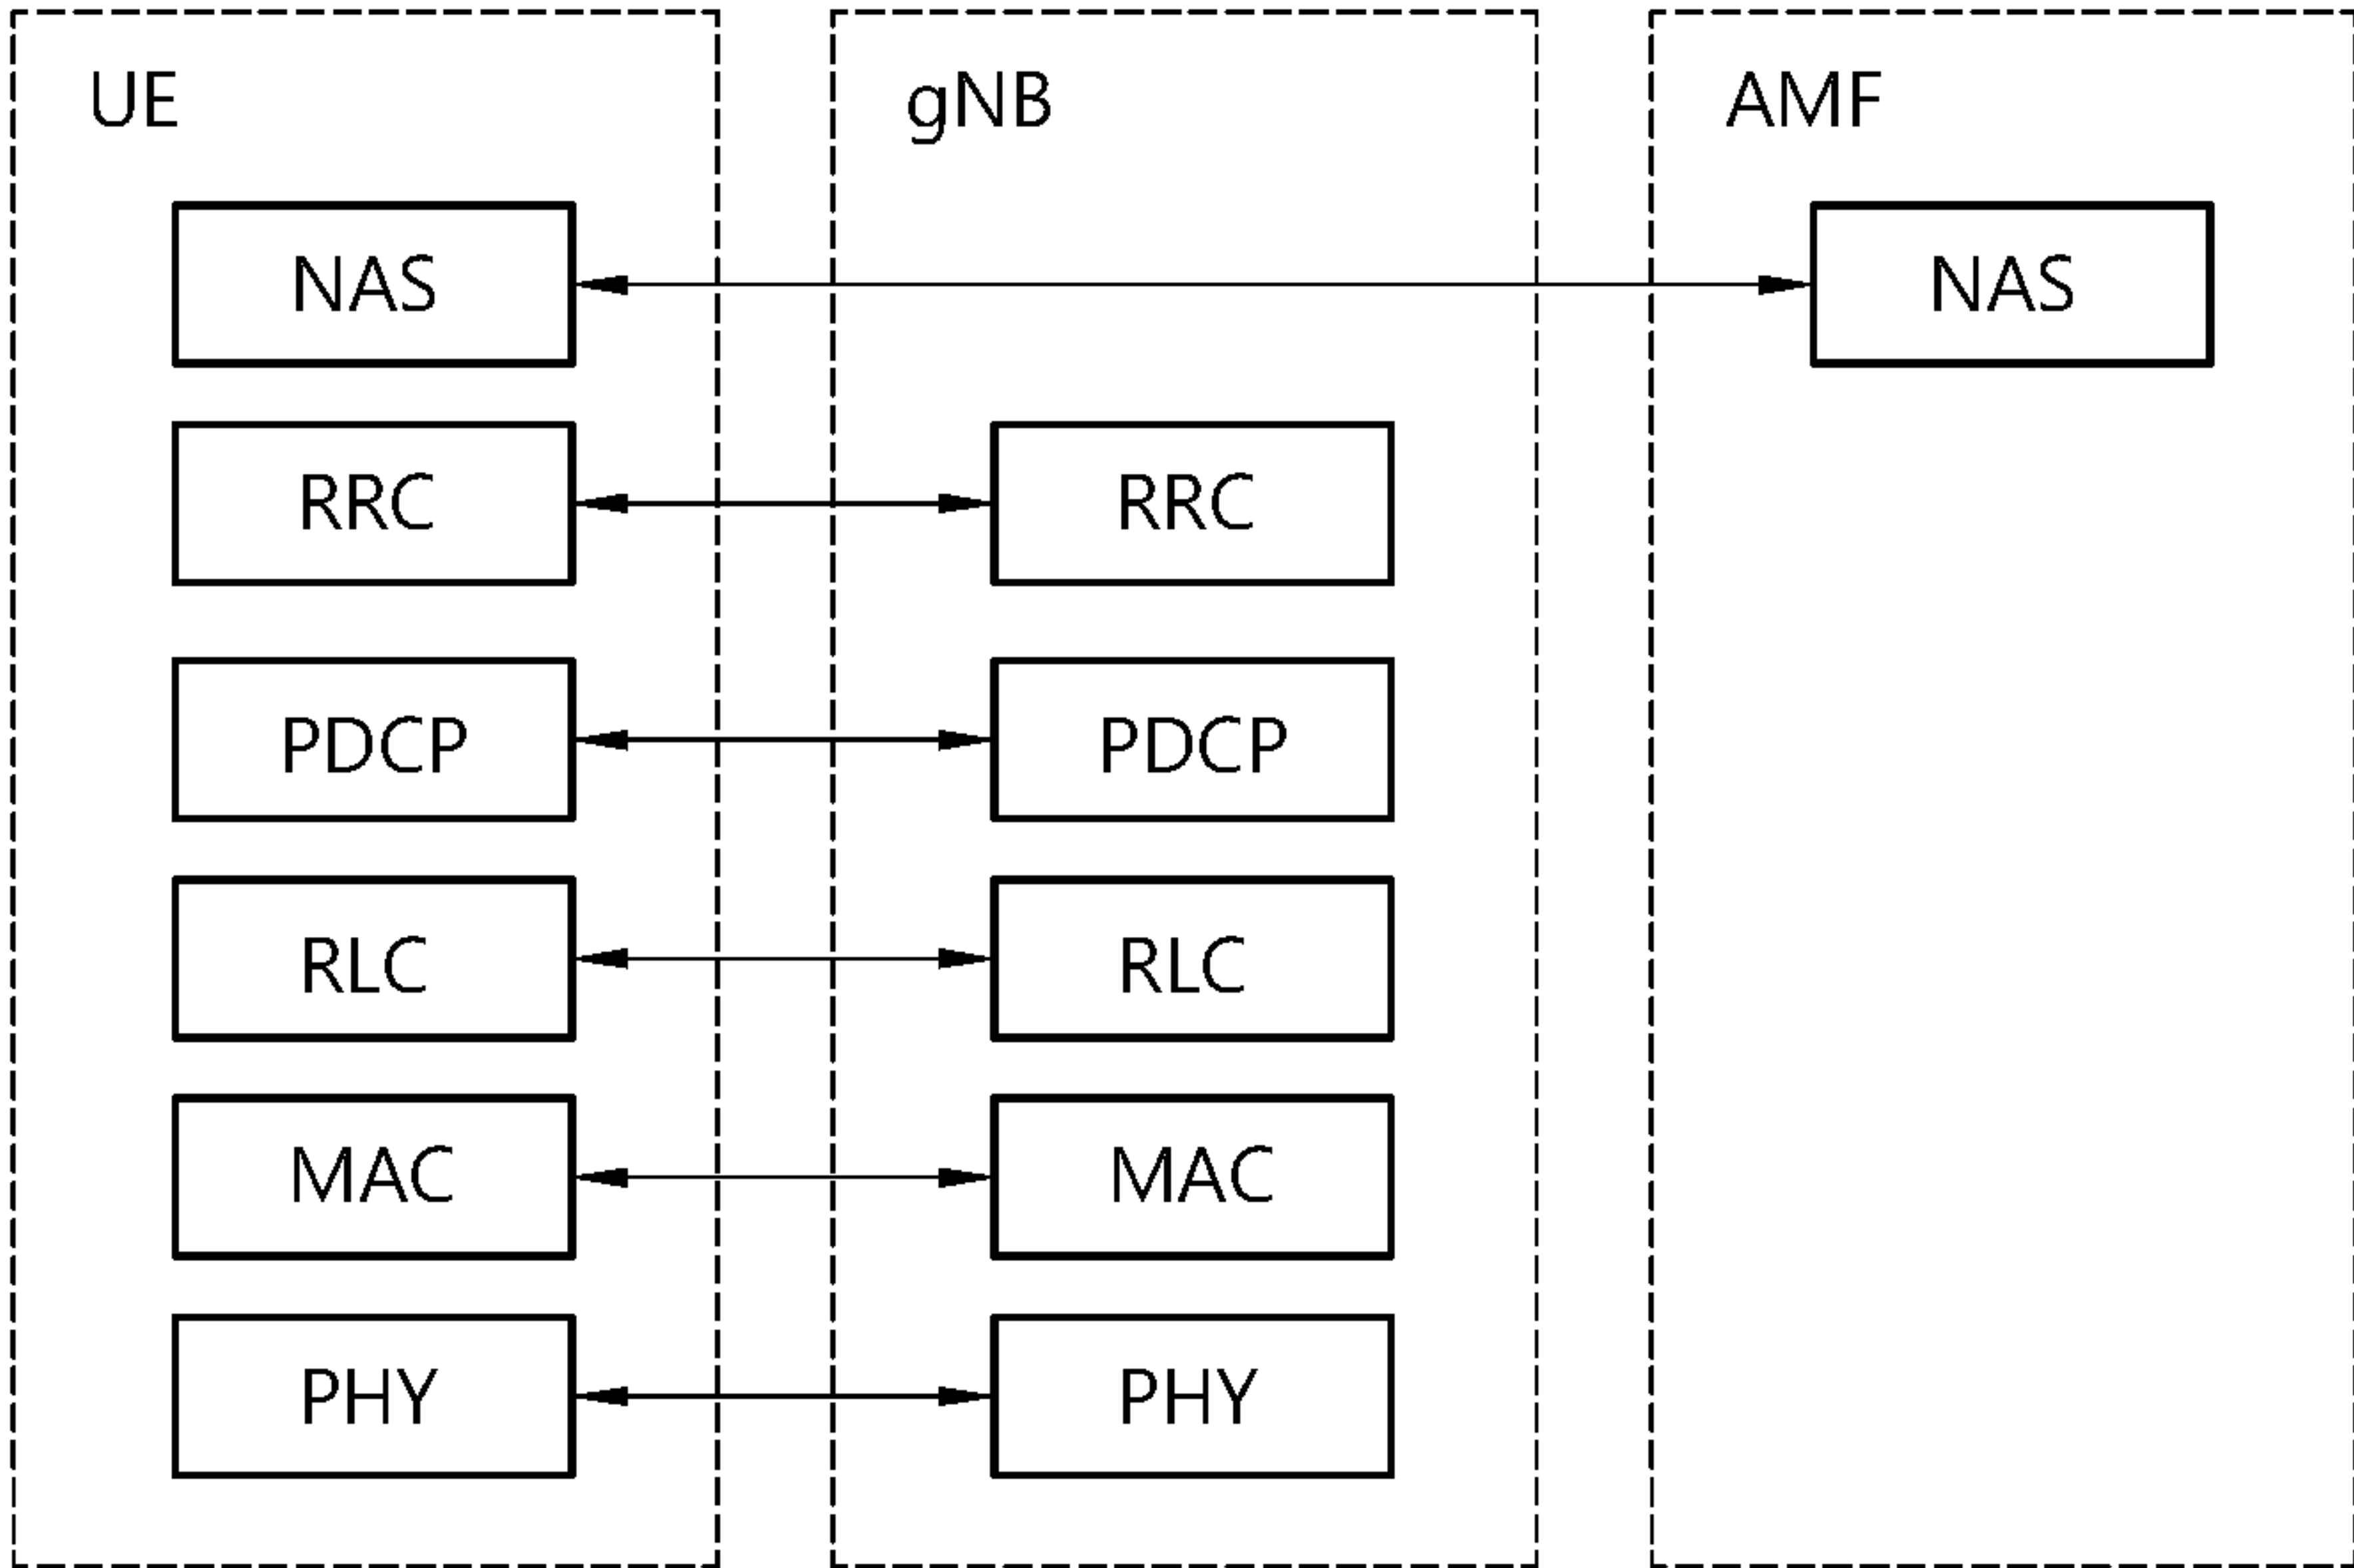 UE
gNB
AMF
NAS
NAS
RRC
RRC
PDCP
PDCP
RLC
RLC
MAC
MAC
PHY
PHY